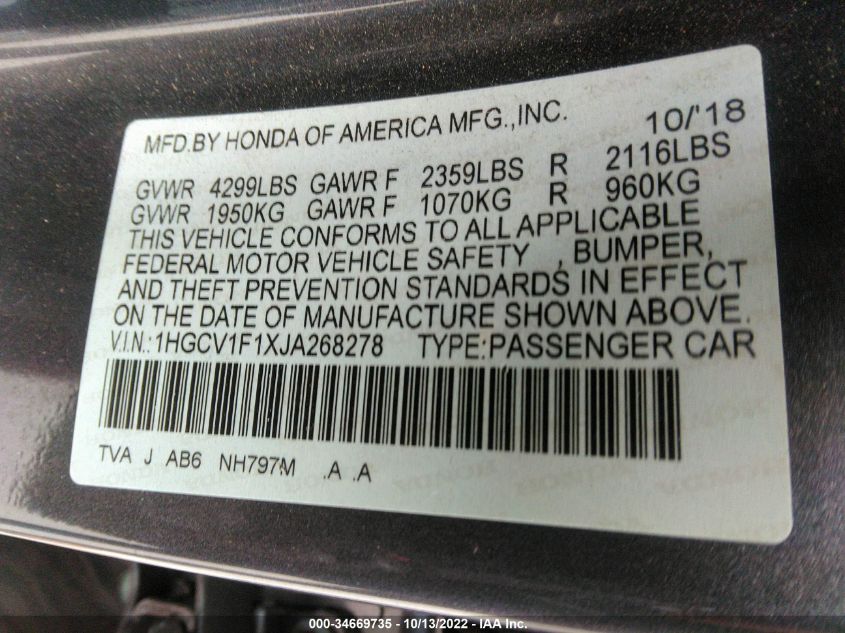 MFD.BY HONDA OF AMERICA MFG.,INC. 10/'18
GVWR 4299LBS GAWR F 2359LBS R 2116LBS
GVWR 1950KG GAWR F 1070KG R 960KG
THIS VEHICLE CONFORMS TO ALL APPLICABLE
FEDERAL MOTOR VEHICLE SAFETY , BUMPER,
AND THEFT PREVENTION STANDARDS IN EFFECT
ON THE DATE OF MANUFACTURE SHOWN ABOVE.
V.I.N.:1HGCV1F1XJA268278 TYPE:PASSENGER CAR
TVA J AB6 NH797M .A .A
000-34669735 - 10/13/2022 - IAA Inc.